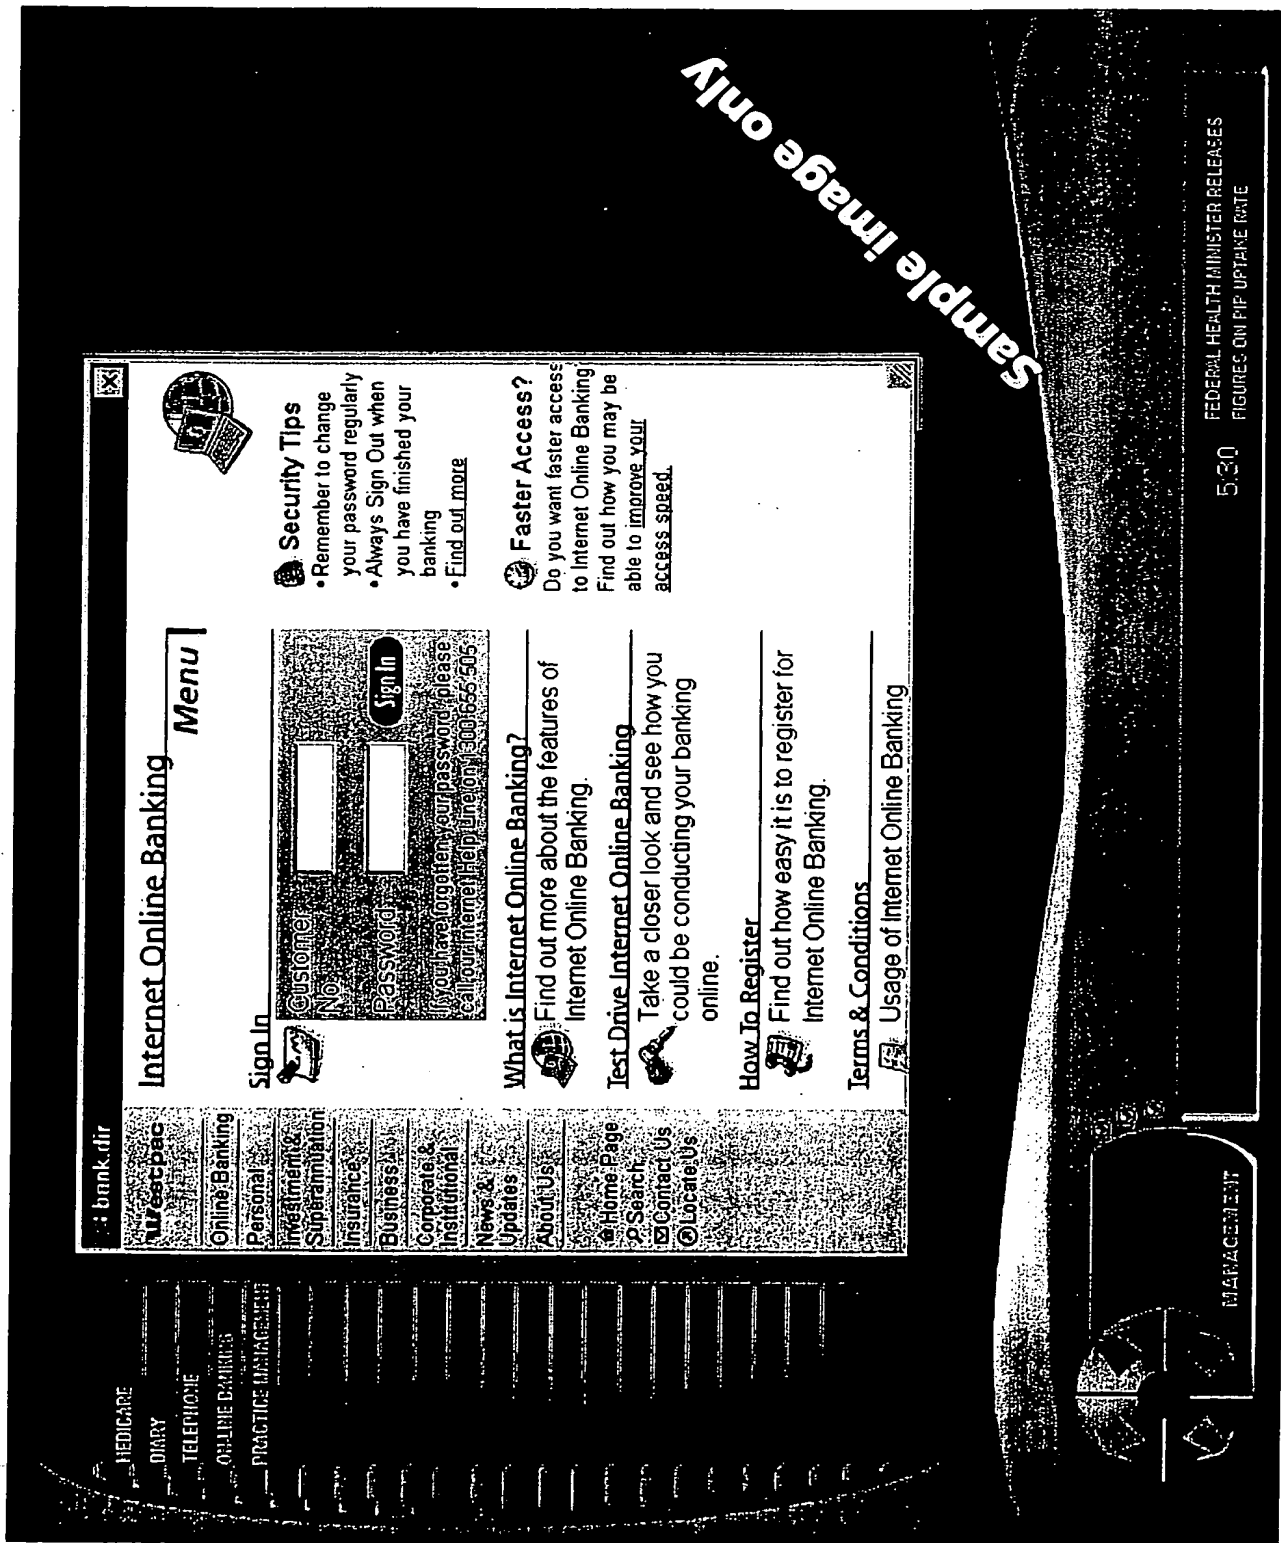 bank.dir
Westpac
Online Banking
Personal
Investment &
Superannuation
Insurance
Business
Corporate &
Institutional
News &
Updates
About Us
Home Page
Search
Contact Us
Locate Us
Internet Online Banking
Menu
Sign In
Customer
No.
Password
Sign In
If you have forgotten your password, please
call our Internet Help Line on 1300 655 505
What is Internet Online Banking?
Find out more about the features of
Internet Online Banking.
Test Drive Internet Online Banking
Take a closer look and see how you
could be conducting your banking
online.
How To Register
Find out how easy it is to register for
Internet Online Banking.
Terms & Conditions
Usage of Internet Online Banking
Security Tips
• Remember to change
your password regularly
• Always Sign Out when
you have finished your
banking
• Find out more
Faster Access?
Do you want faster access
to Internet Online Banking?
Find out how you may be
able to improve your
access speed.
MEDICARE
DIARY
TELEPHONE
ON-LINE BANKING
PRACTICE MANAGEMENT
Sample image only
MANAGEMENT
5:30
FEDERAL HEALTH MINISTER RELEASES
FIGURES ON PIP UPTAKE RATE